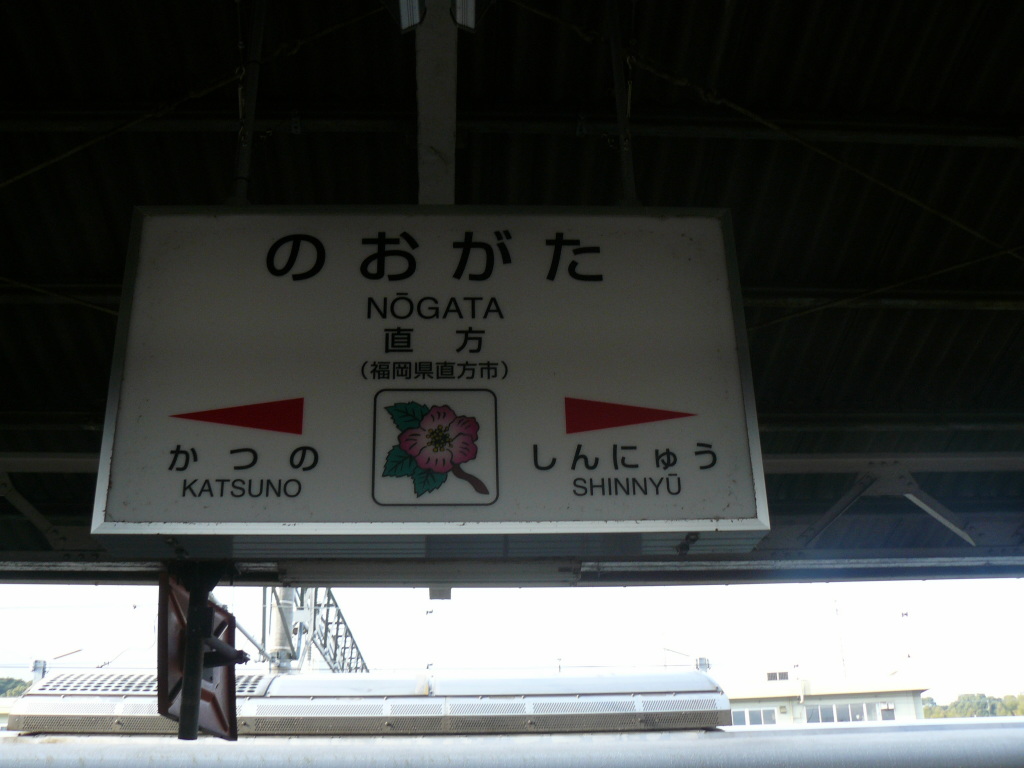 のおがた
NŌGATA
直方
（福岡県直方市）
かつの
KATSUNO
しんにゅう
SHINNYŪ